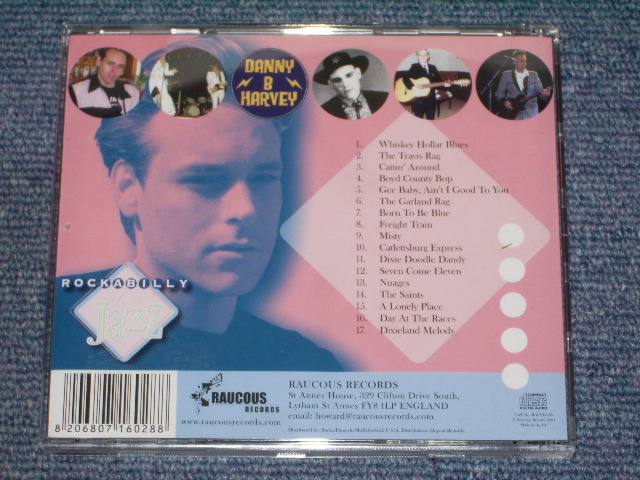 DANNY
B
HARVEY
1. Whiskey Hollar Blues
2. The Travis Rag
3. Cattin' Around
4. Boyd County Bop
5. Gee Baby, Ain't I Good To You
6. The Garland Rag
7. Born To Be Blue
8. Freight Train
9. Misty
10. Catlettsburg Express
11. Dixie Doodle Dandy
12. Seven Come Eleven
13. Nuages
14. The Saints
15. A Lonely Place
16. Day At The Races
17. Dixieland Melody
ROCKABILLY
Jazz
8 206807 160288
RAUCOUS
RECORDS
www.raucousrecords.com
RAUCOUS RECORDS
St Annes House, 329 Clifton Drive South,
Lytham St Annes FY8 1LP ENGLAND
email: howard@raucousrecords.com
COMPACT
disc
DIGITAL AUDIO